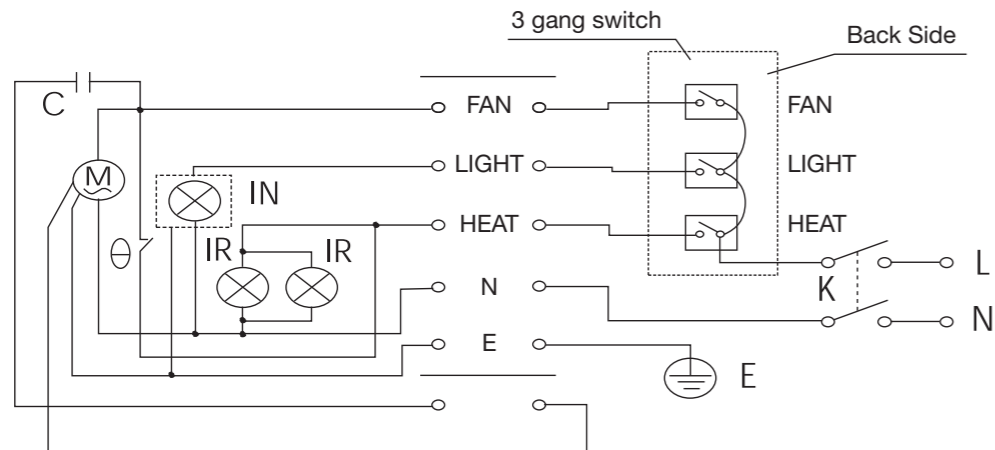 3 gang switch
Back Side
C
FAN
FAN
M
LIGHT
LIGHT
IN
HEAT
HEAT
θ
IR
IR
N
K
L
N
E
E